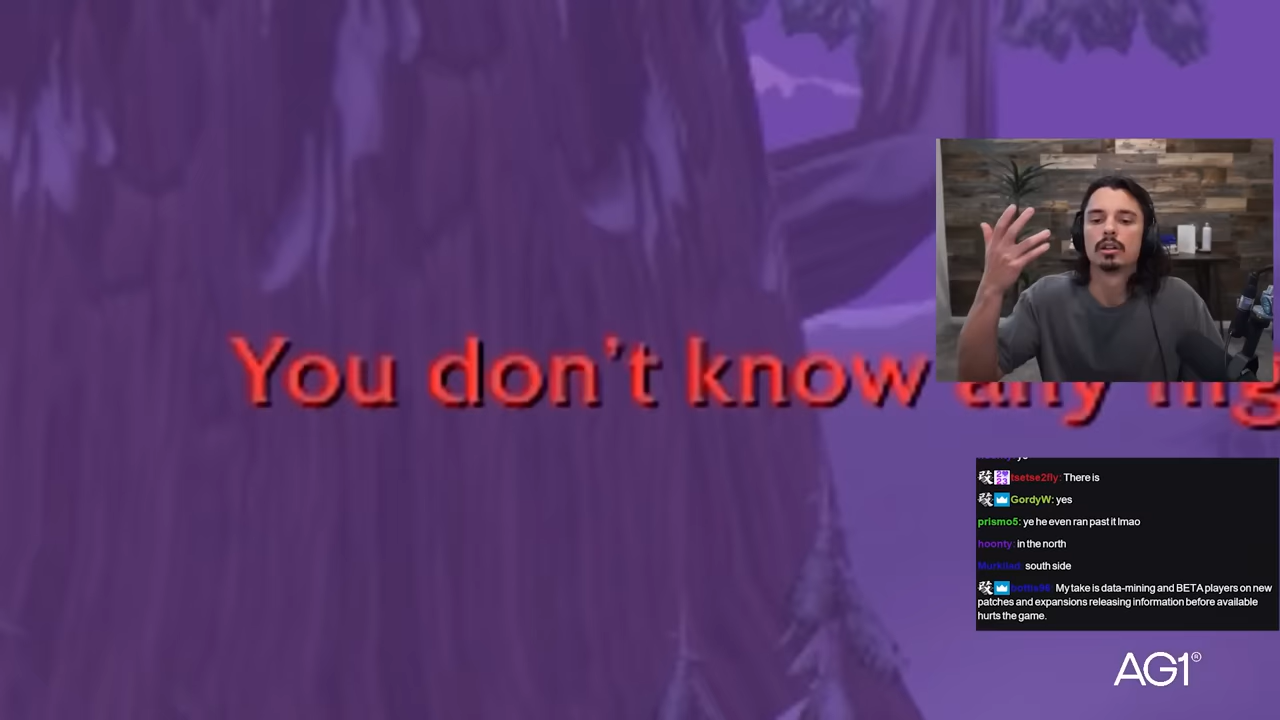 You don't know any
tsetse2fly: There is
GordyW: yes
prismo5: ye he even ran past it lmao
hoonty: in the north
Murkilad: south side
My take is data-mining and BETA players on new
patches and expansions releasing information before available
hurts the game.
AG1®